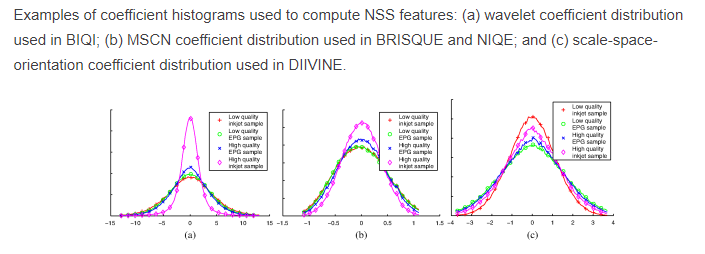 Examples of coefficient histograms used to compute NSS features: (a) wavelet coefficient distribution
used in BIQI; (b) MSCN coefficient distribution used in BRISQUE and NIQE; and (c) scale-space-
orientation coefficient distribution used in DIIVINE.
Low quality
inkjet sample
Low quality
EPG sample
High quality
EPG sample
High quality
inkjet sample
-15 -10 -5 0 5 10 15
(a)
Low quality
inkjet sample
Low quality
EPG sample
High quality
EPG sample
High quality
inkjet sample
-1.5 -1 -0.5 0 0.5 1 1.5
(b)
Low quality
inkjet sample
Low quality
EPG sample
High quality
EPG sample
High quality
inkjet sample
-4 -3 -2 -1 0 1 2 3 4
(c)